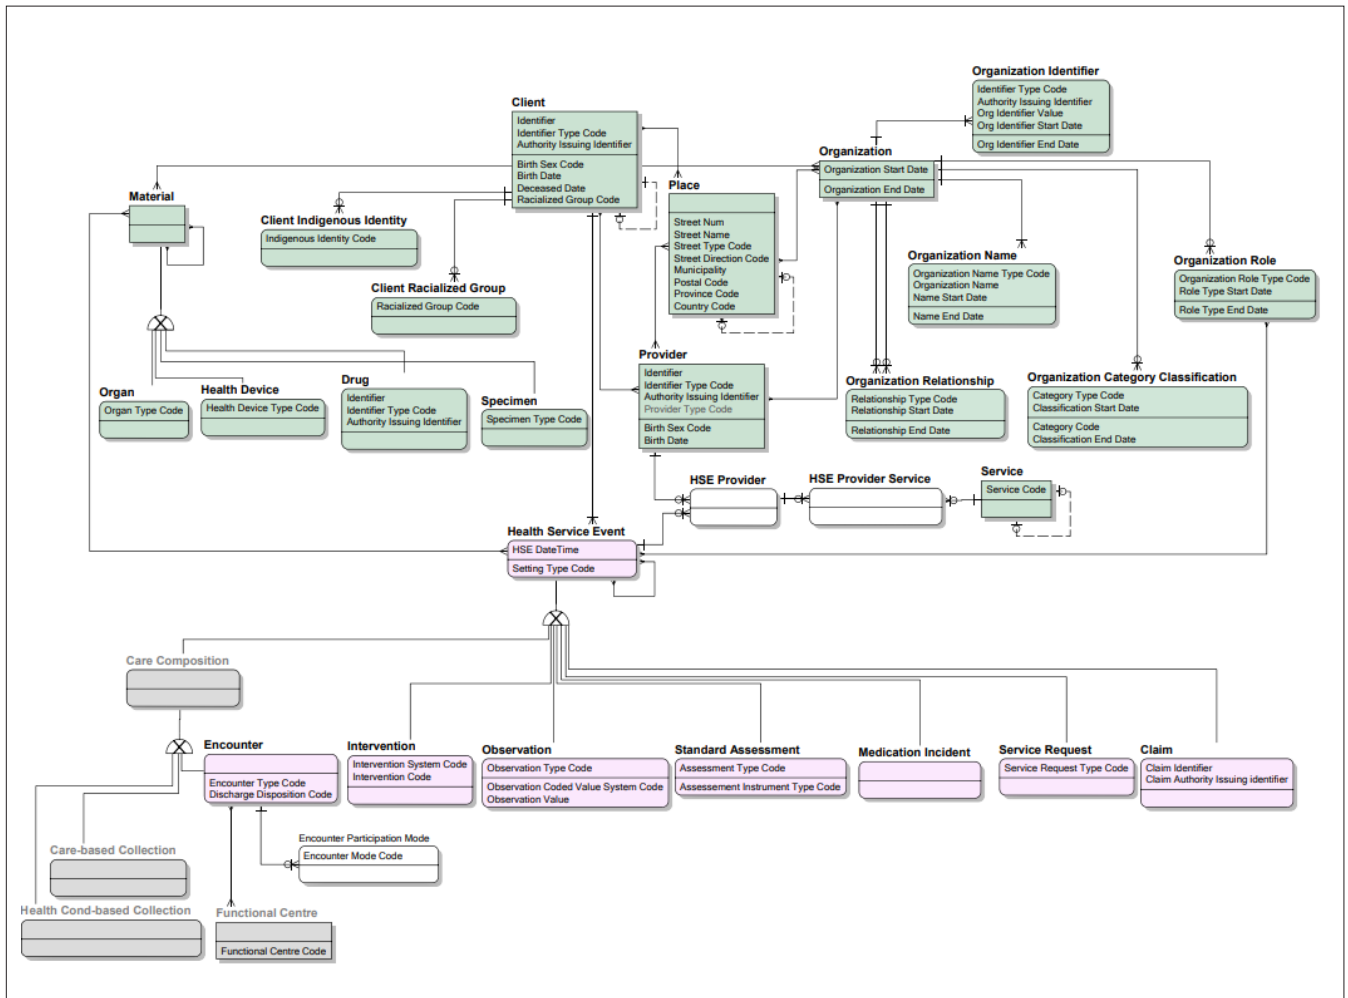 Organization Identifier
Identifier Type Code
Authority Issuing Identifier
Org Identifier Value
Org Identifier Start Date
Org Identifier End Date
Client
Identifier
Identifier Type Code
Authority Issuing Identifier
Birth Sex Code
Birth Date
Deceased Date
Racialized Group Code
Organization
Organization Start Date
Organization End Date
Place
Street Num
Street Name
Street Type Code
Street Direction Code
Municipality
Postal Code
Province Code
Country Code
Material
Client Indigenous Identity
Indigenous Identity Code
Client Racialized Group
Racialized Group Code
Organization Name
Organization Name Type Code
Organization Name
Name Start Date
Name End Date
Organization Role
Organization Role Type Code
Role Type Start Date
Role Type End Date
Provider
Identifier
Identifier Type Code
Authority Issuing Identifier
Provider Type Code
Birth Sex Code
Birth Date
Organ
Organ Type Code
Health Device
Health Device Type Code
Drug
Identifier
Identifier Type Code
Authority Issuing Identifier
Specimen
Specimen Type Code
Organization Relationship
Relationship Type Code
Relationship Start Date
Relationship End Date
Organization Category Classification
Category Type Code
Classification Start Date
Category Code
Classification End Date
HSE Provider
HSE Provider Service
Service
Service Code
Health Service Event
HSE DateTime
Setting Type Code
Care Composition
Encounter
Encounter Type Code
Discharge Disposition Code
Intervention
Intervention System Code
Intervention Code
Observation
Observation Type Code
Observation Coded Value System Code
Observation Value
Standard Assessment
Assessment Type Code
Assessement Instrument Type Code
Medication Incident
Service Request
Service Request Type Code
Claim
Claim Identifier
Claim Authority Issuing identifier
Encounter Participation Mode
Encounter Mode Code
Care-based Collection
Health Cond-based Collection
Functional Centre
Functional Centre Code